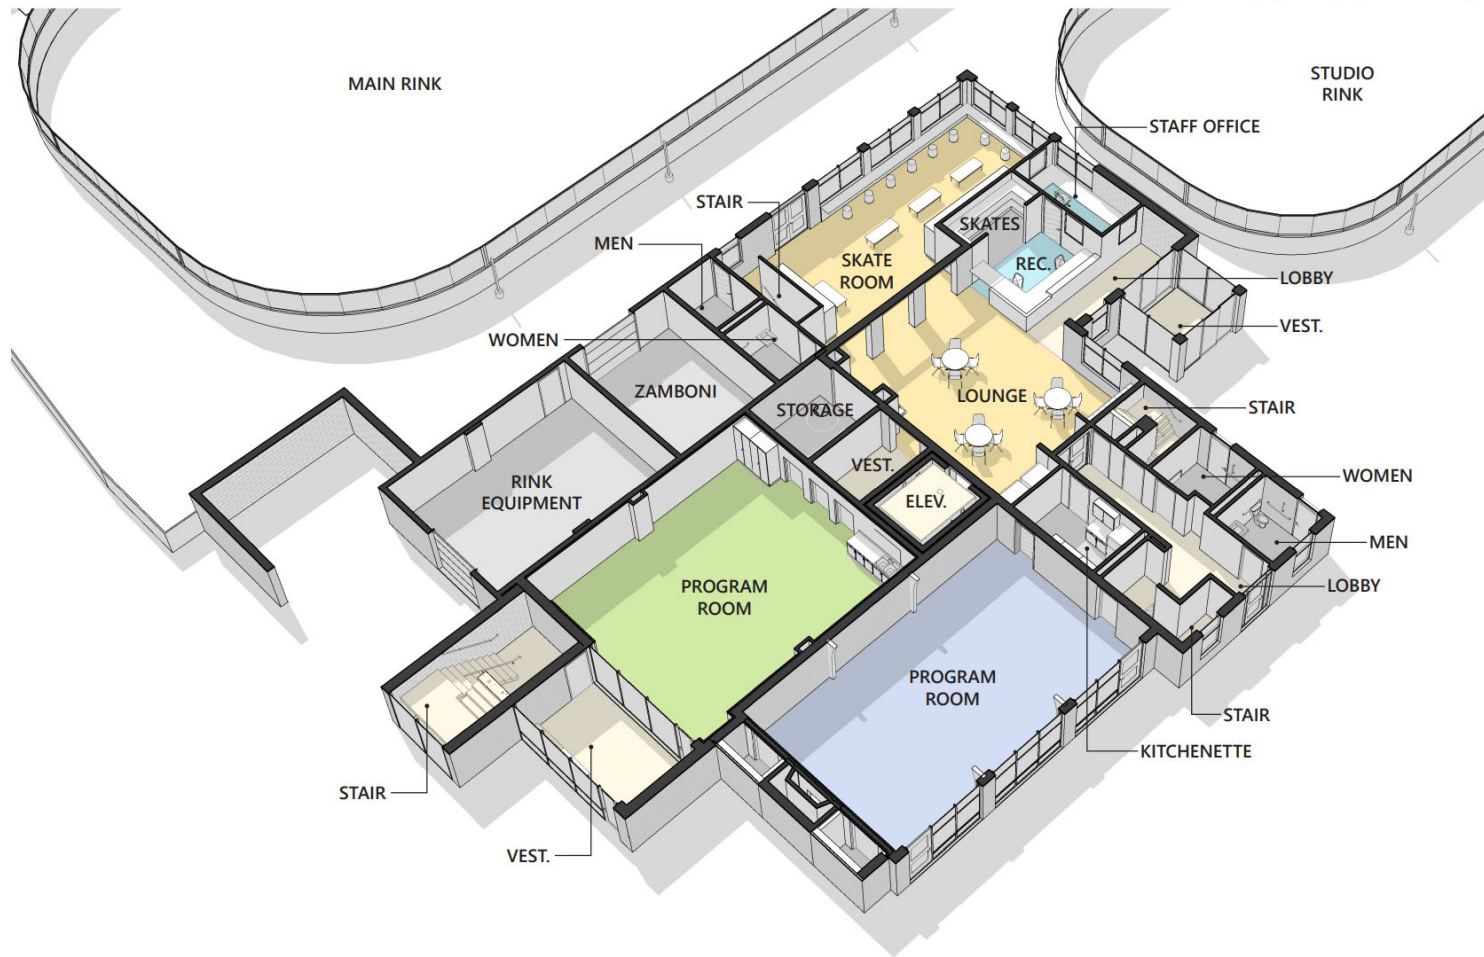 MAIN RINK
STUDIO
RINK
STAFF OFFICE
STAIR
SKATES
MEN
SKATE
ROOM
REC.
LOBBY
VEST.
WOMEN
ZAMBONI
STORAGE
LOUNGE
STAIR
VEST.
ELEV.
WOMEN
RINK
EQUIPMENT
MEN
PROGRAM
ROOM
LOBBY
PROGRAM
ROOM
STAIR
KITCHENETTE
STAIR
VEST.